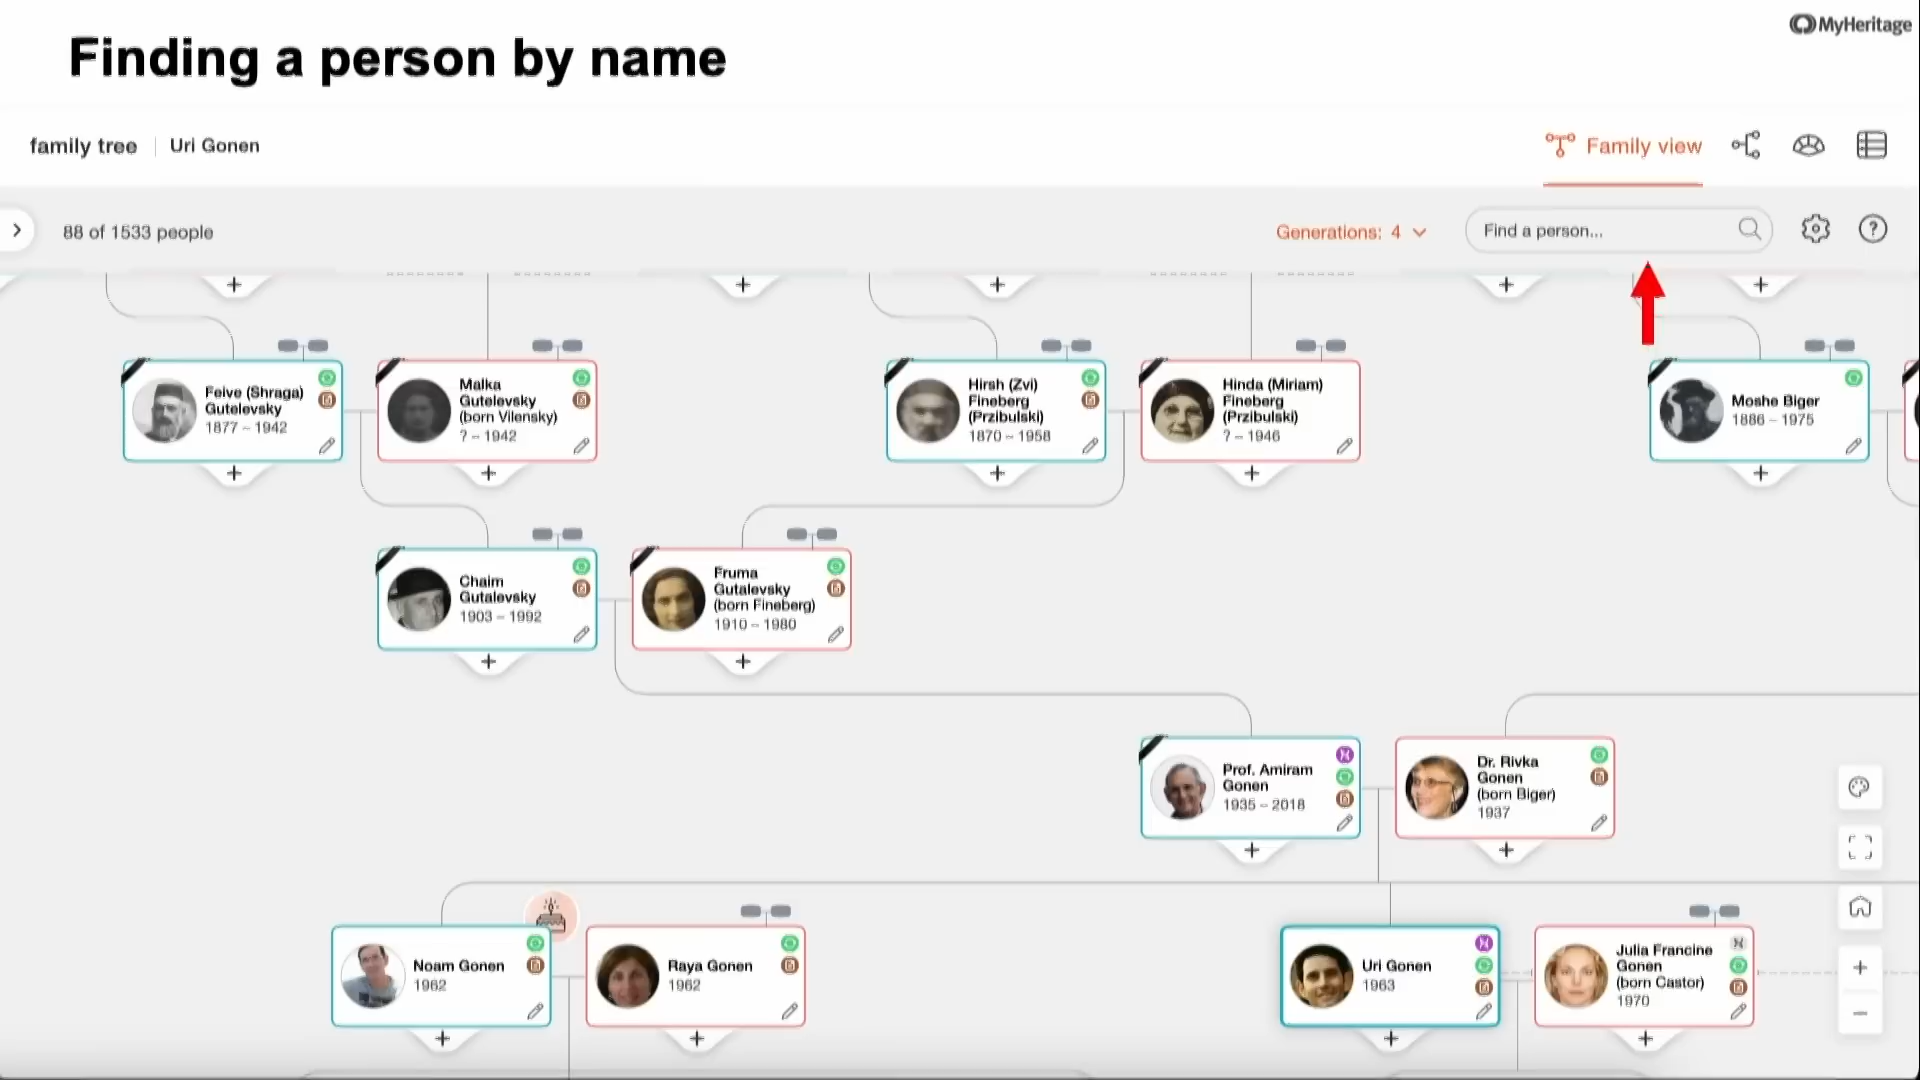 MyHeritage
Finding a person by name
family tree
Uri Gonen
Family view
88 of 1533 people
Generations: 4
Find a person...
Feive (Shraga)
Gutelevsky
1877 – 1942
Malka
Gutelevsky
(born Vilensky)
? – 1942
Hirsh (Zvi)
Fineberg
(Przibulski)
1870 – 1958
Hinda (Miriam)
Fineberg
(Przibulski)
? – 1946
Moshe Biger
1886 – 1975
Chaim
Gutalevsky
1903 – 1992
Fruma
Gutalevsky
(born Fineberg)
1910 – 1980
Prof. Amiram
Gonen
1935 – 2018
Dr. Rivka
Gonen
(born Biger)
1937
Noam Gonen
1962
Raya Gonen
1962
Uri Gonen
1963
Julia Francine
Gonen
(born Castor)
1970